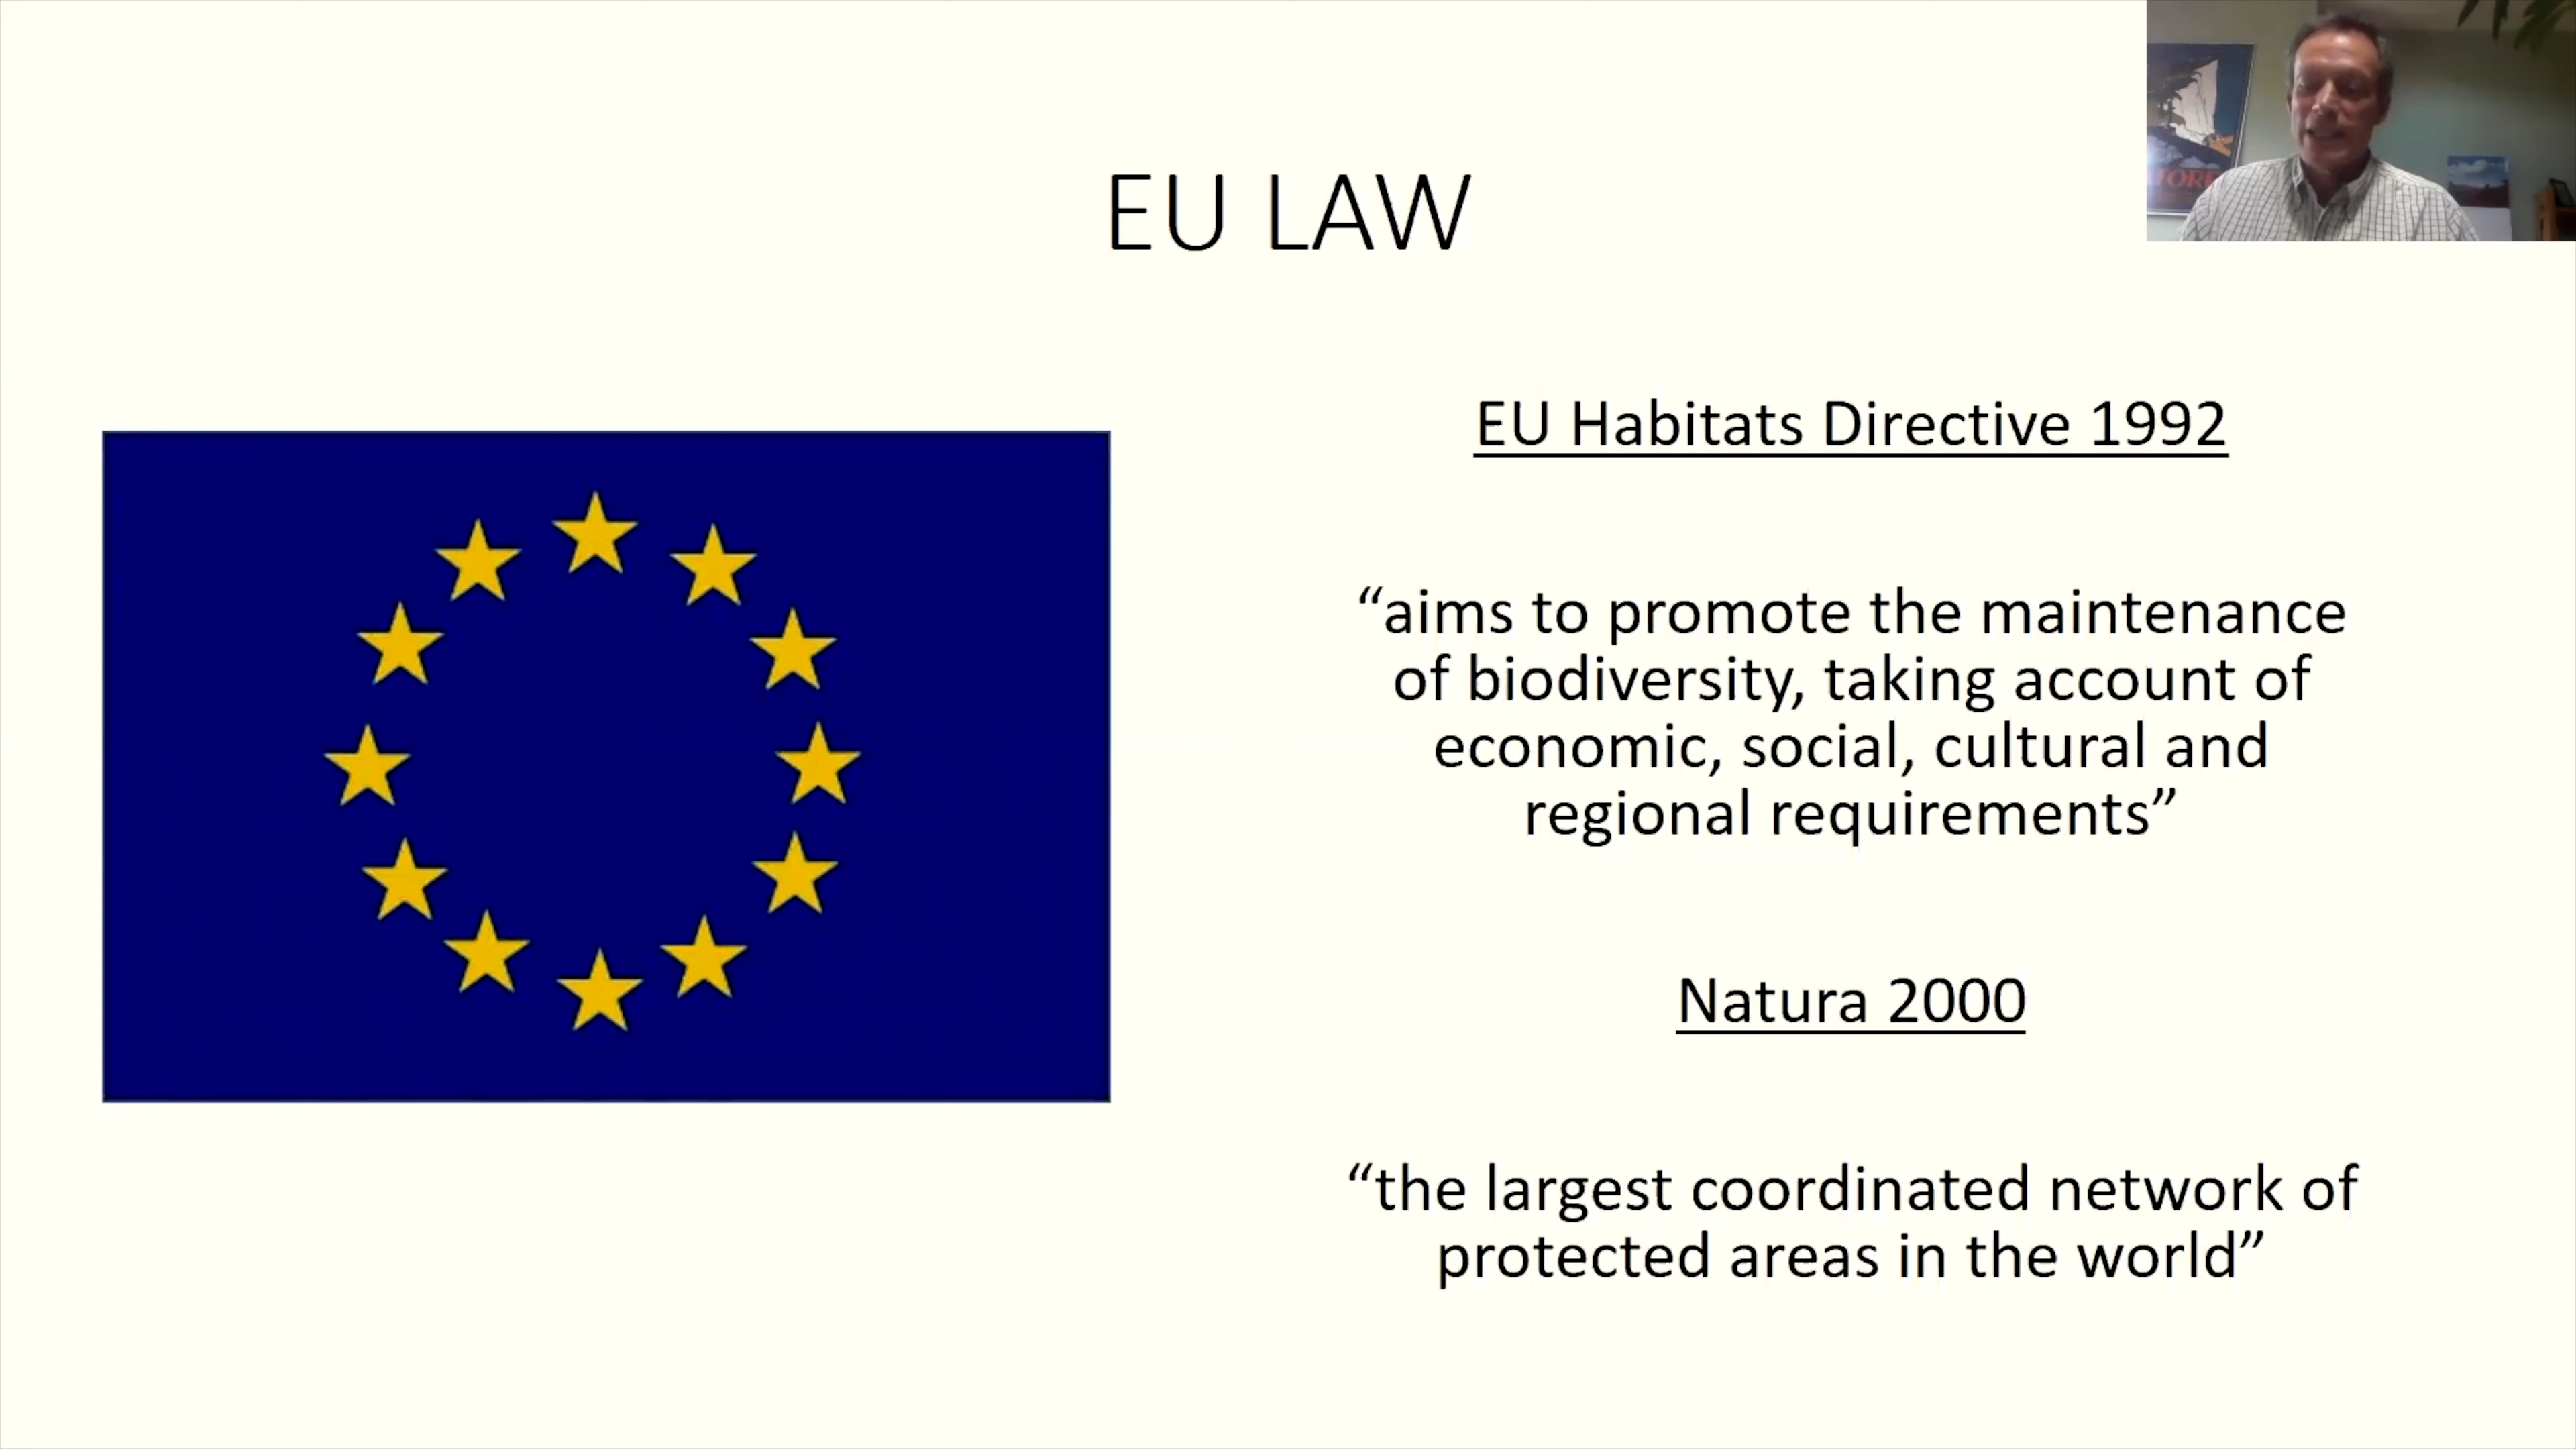 EU LAW
EU Habitats Directive 1992
“aims to promote the maintenance
of biodiversity, taking account of
economic, social, cultural and
regional requirements”
Natura 2000
“the largest coordinated network of
protected areas in the world”